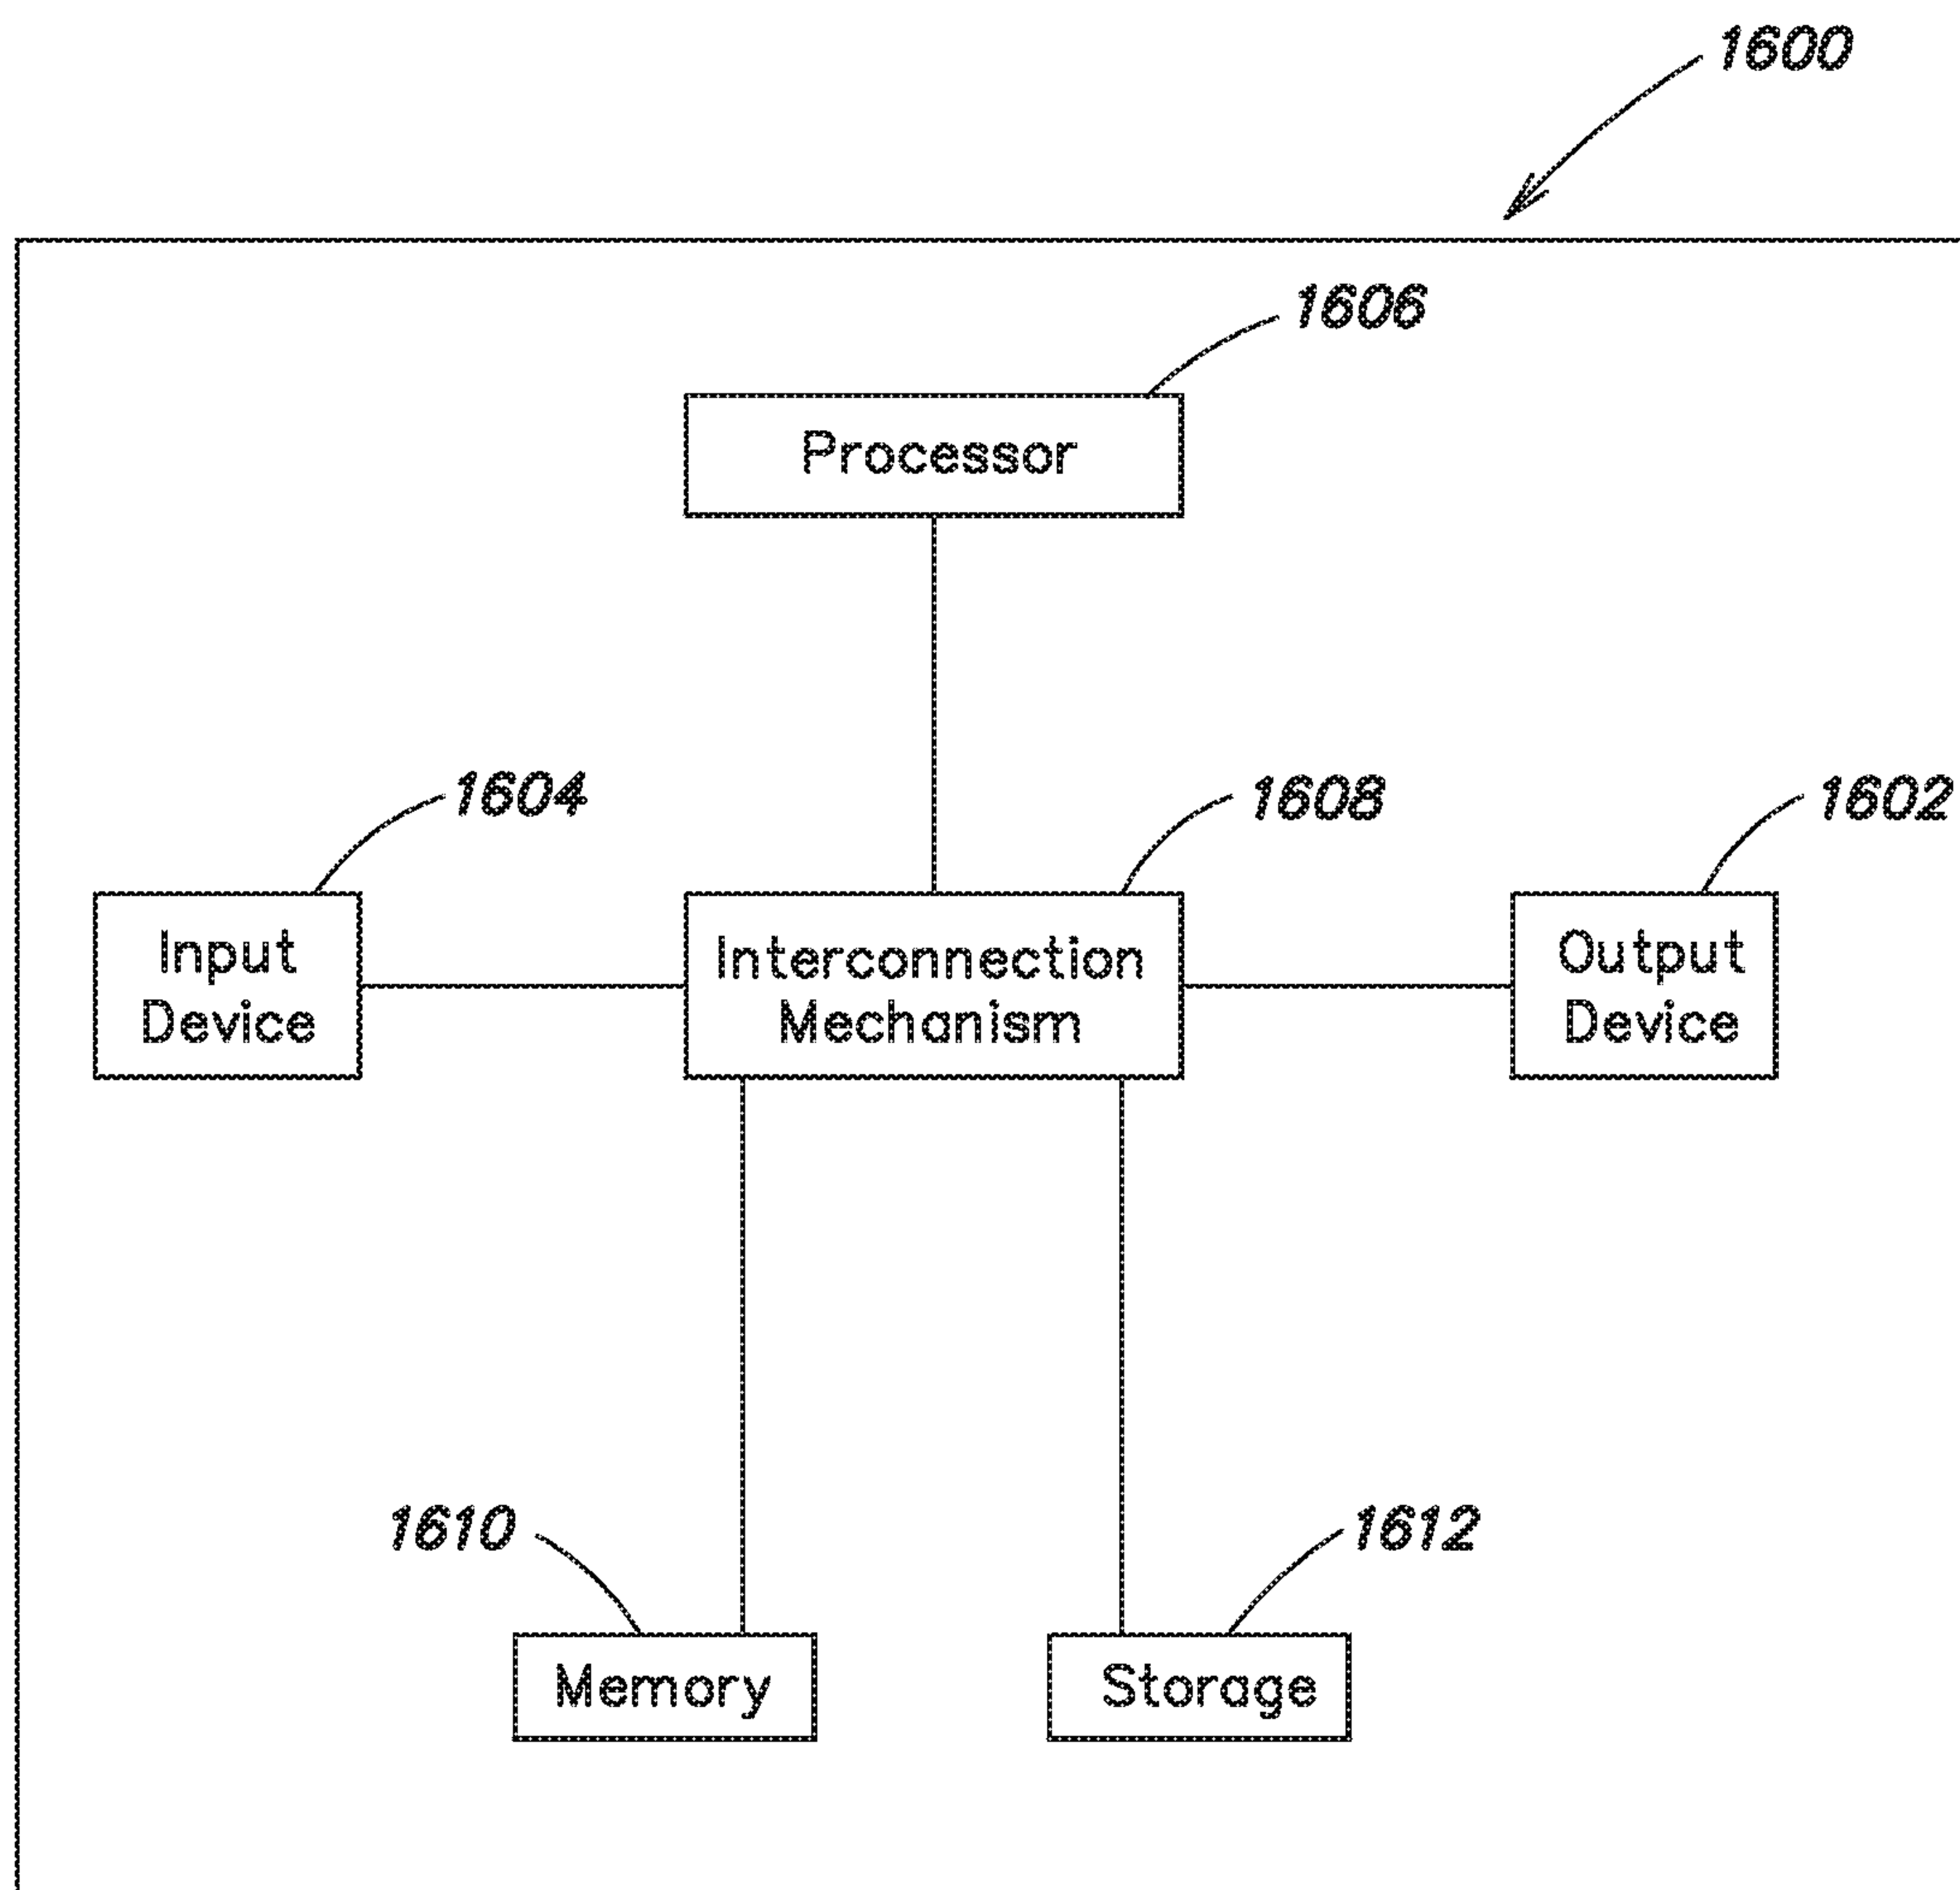 1600
1606
Processor
1604
1608
1602
Input
Device
Interconnection
Mechanism
Output
Device
1610
1612
Memory
Storage